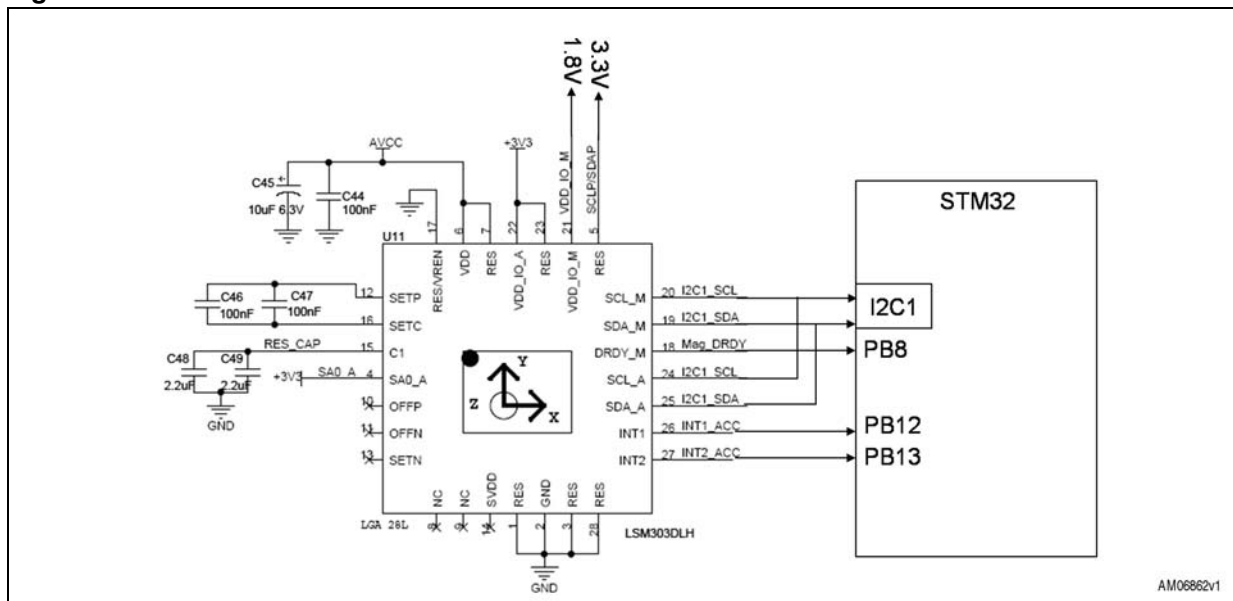 1.8V
3.3V
AVCC
+3V3
VDD_IO_M
SCLP/SDAP
C45
10uF 6.3V
C44
100nF
U11
17
6
7
22
23
21
5
RES/VREN
VDD
RES
VDD_IO_A
RES
VDD_IO_M
RES
STM32
C46
100nF
C47
100nF
12 SETP
16 SETC
RES_CAP 15 C1
C48
2.2uF
C49
2.2uF
+3V3 SA0_A 4 SA0_A
GND
10 OFFP
11 OFFN
13 SETN
Y
Z
X
SCL_M 20 I2C1_SCL
SDA_M 19 I2C1_SDA
DRDY_M 18 Mag_DRDY
SCL_A 24 I2C1_SCL
SDA_A 25 I2C1_SDA
INT1 26 INT1_ACC
INT2 27 INT2_ACC
I2C1
PB8
PB12
PB13
NC
NC
SVDD
RES
GND
RES
RES
8
9
14
1
2
3
28
LGA 28L
LSM303DLH
GND
AM06862v1